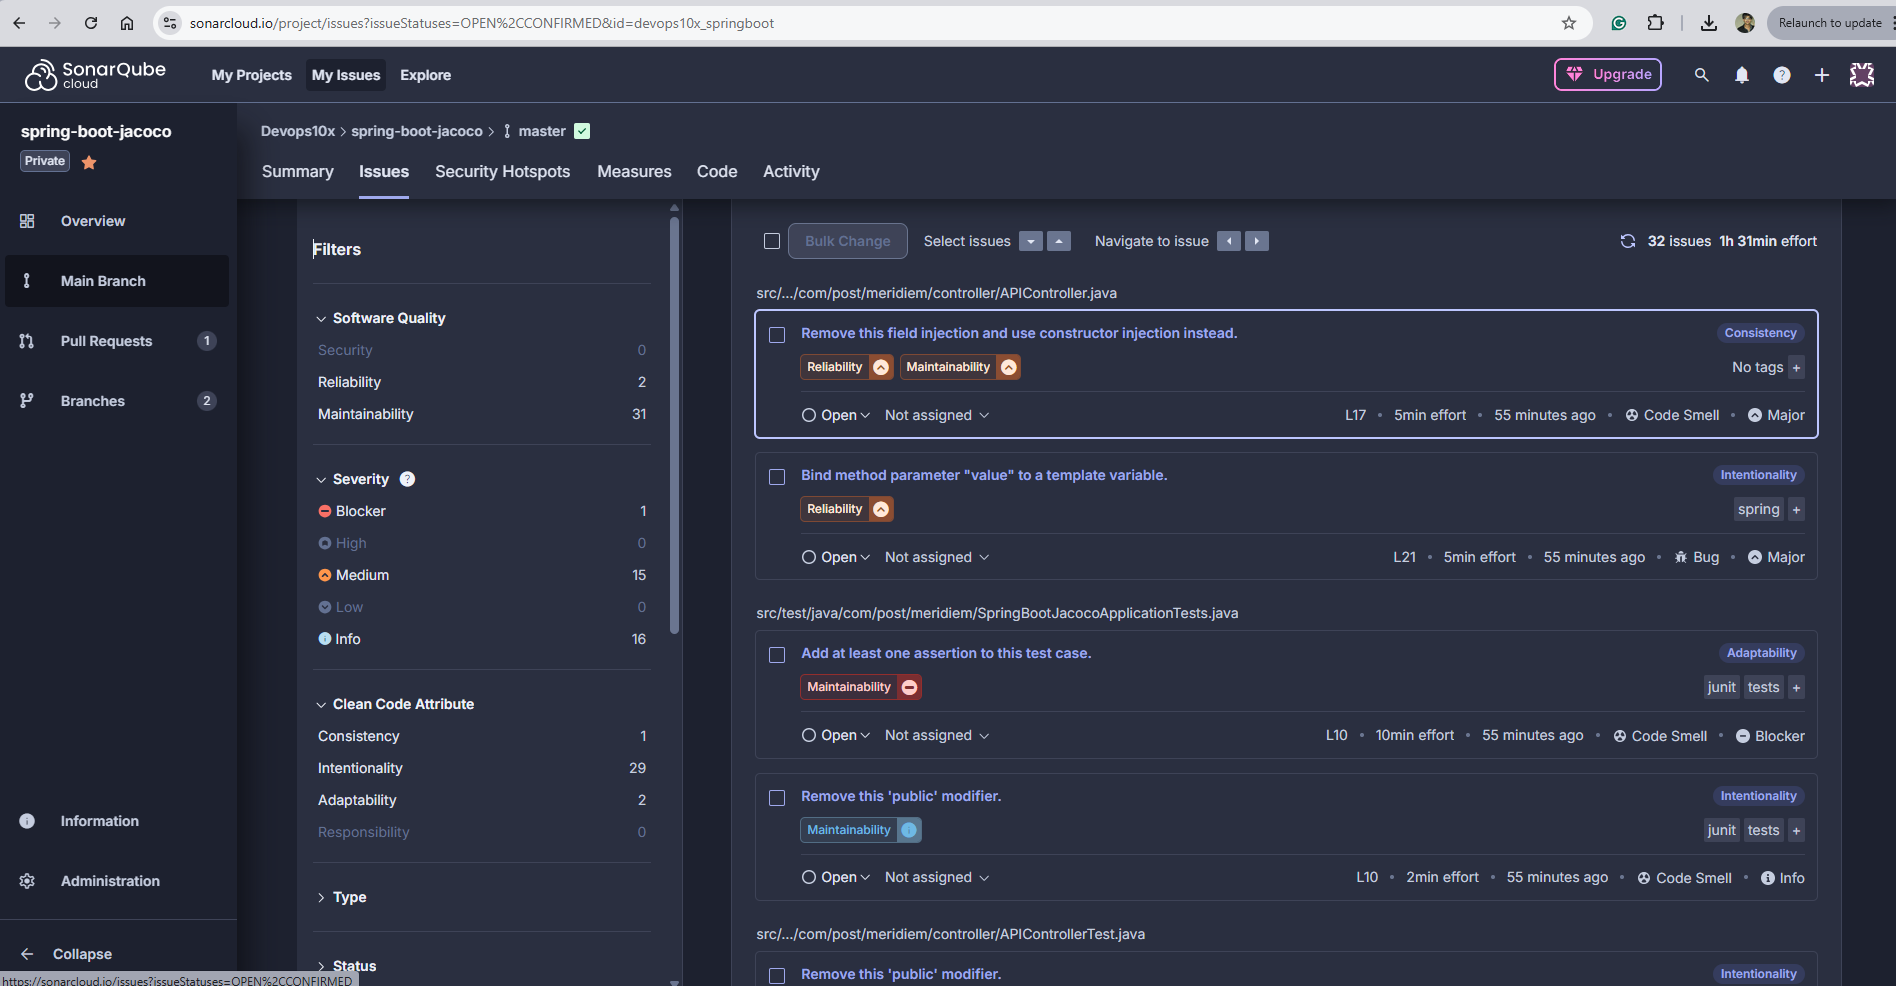 sonarcloud.io/project/issues?issueStatuses=OPEN%2CCONFIRMED&id=devops10x_springboot
Relaunch to update
SonarQube cloud
My Projects
My Issues
Explore
Upgrade
spring-boot-jacoco
Private
Overview
Main Branch
Pull Requests 1
Branches 2
Information
Administration
Collapse
https://sonarcloud.io/issues?issueStatuses=OPEN%2CCONFIRMED
Devops10x > spring-boot-jacoco > master
Summary
Issues
Security Hotspots
Measures
Code
Activity
Filters
Software Quality
Security 0
Reliability 2
Maintainability 31
Severity ?
Blocker 1
High 0
Medium 15
Low 0
Info 16
Clean Code Attribute
Consistency 1
Intentionality 29
Adaptability 2
Responsibility 0
Type
Status
Bulk Change
Select issues
Navigate to issue
32 issues 1h 31min effort
src/.../com/post/meridiem/controller/APIController.java
Remove this field injection and use constructor injection instead.
Consistency
Reliability Maintainability
No tags +
Open Not assigned
L17 • 5min effort • 55 minutes ago • Code Smell • Major
Bind method parameter "value" to a template variable.
Intentionality
Reliability
spring +
Open Not assigned
L21 • 5min effort • 55 minutes ago • Bug • Major
src/test/java/com/post/meridiem/SpringBootJacocoApplicationTests.java
Add at least one assertion to this test case.
Adaptability
Maintainability
junit tests +
Open Not assigned
L10 • 10min effort • 55 minutes ago • Code Smell • Blocker
Remove this 'public' modifier.
Intentionality
Maintainability
junit tests +
Open Not assigned
L10 • 2min effort • 55 minutes ago • Code Smell • Info
src/.../com/post/meridiem/controller/APIControllerTest.java
Remove this 'public' modifier.
Intentionality